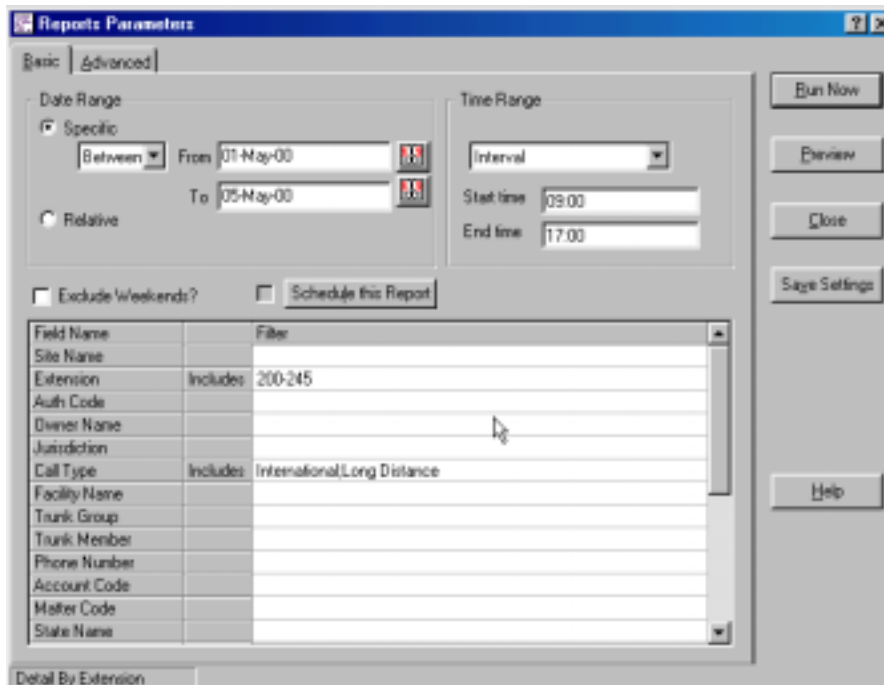 Reports Parameters
Basic
Advanced
Date Range
Specific
Between
From
01-May-00
To
05-May-00
Relative
Time Range
Interval
Start time
09:00
End time
17:00
Run Now
Preview
Close
Save Settings
Help
Exclude Weekends?
Schedule this Report
Field Name Filter
Site Name
Extension Includes 200-245
Auth Code
Owner Name
Jurisdiction
Call Type Includes International;Long Distance
Facility Name
Trunk Group
Trunk Member
Phone Number
Account Code
Matter Code
State Name
Detail By Extension